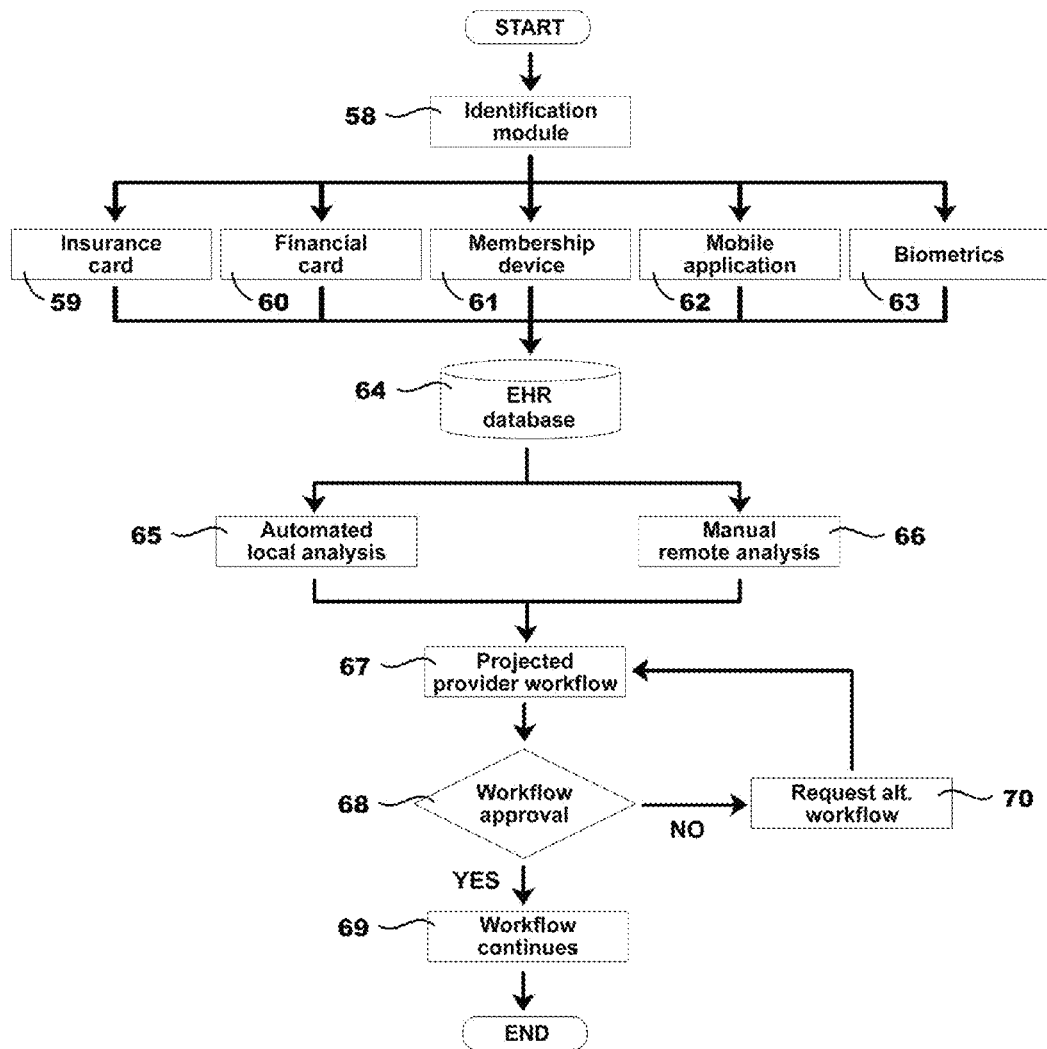 START
58
Identification
module
Insurance
card
Financial
card
Membership
device
Mobile
application
Biometrics
59
60
61
62
63
64
EHR
database
65
Automated
local analysis
Manual
remote analysis
66
67
Projected
provider workflow
68
Workflow
approval
NO
Request alt.
workflow
70
YES
69
Workflow
continues
END